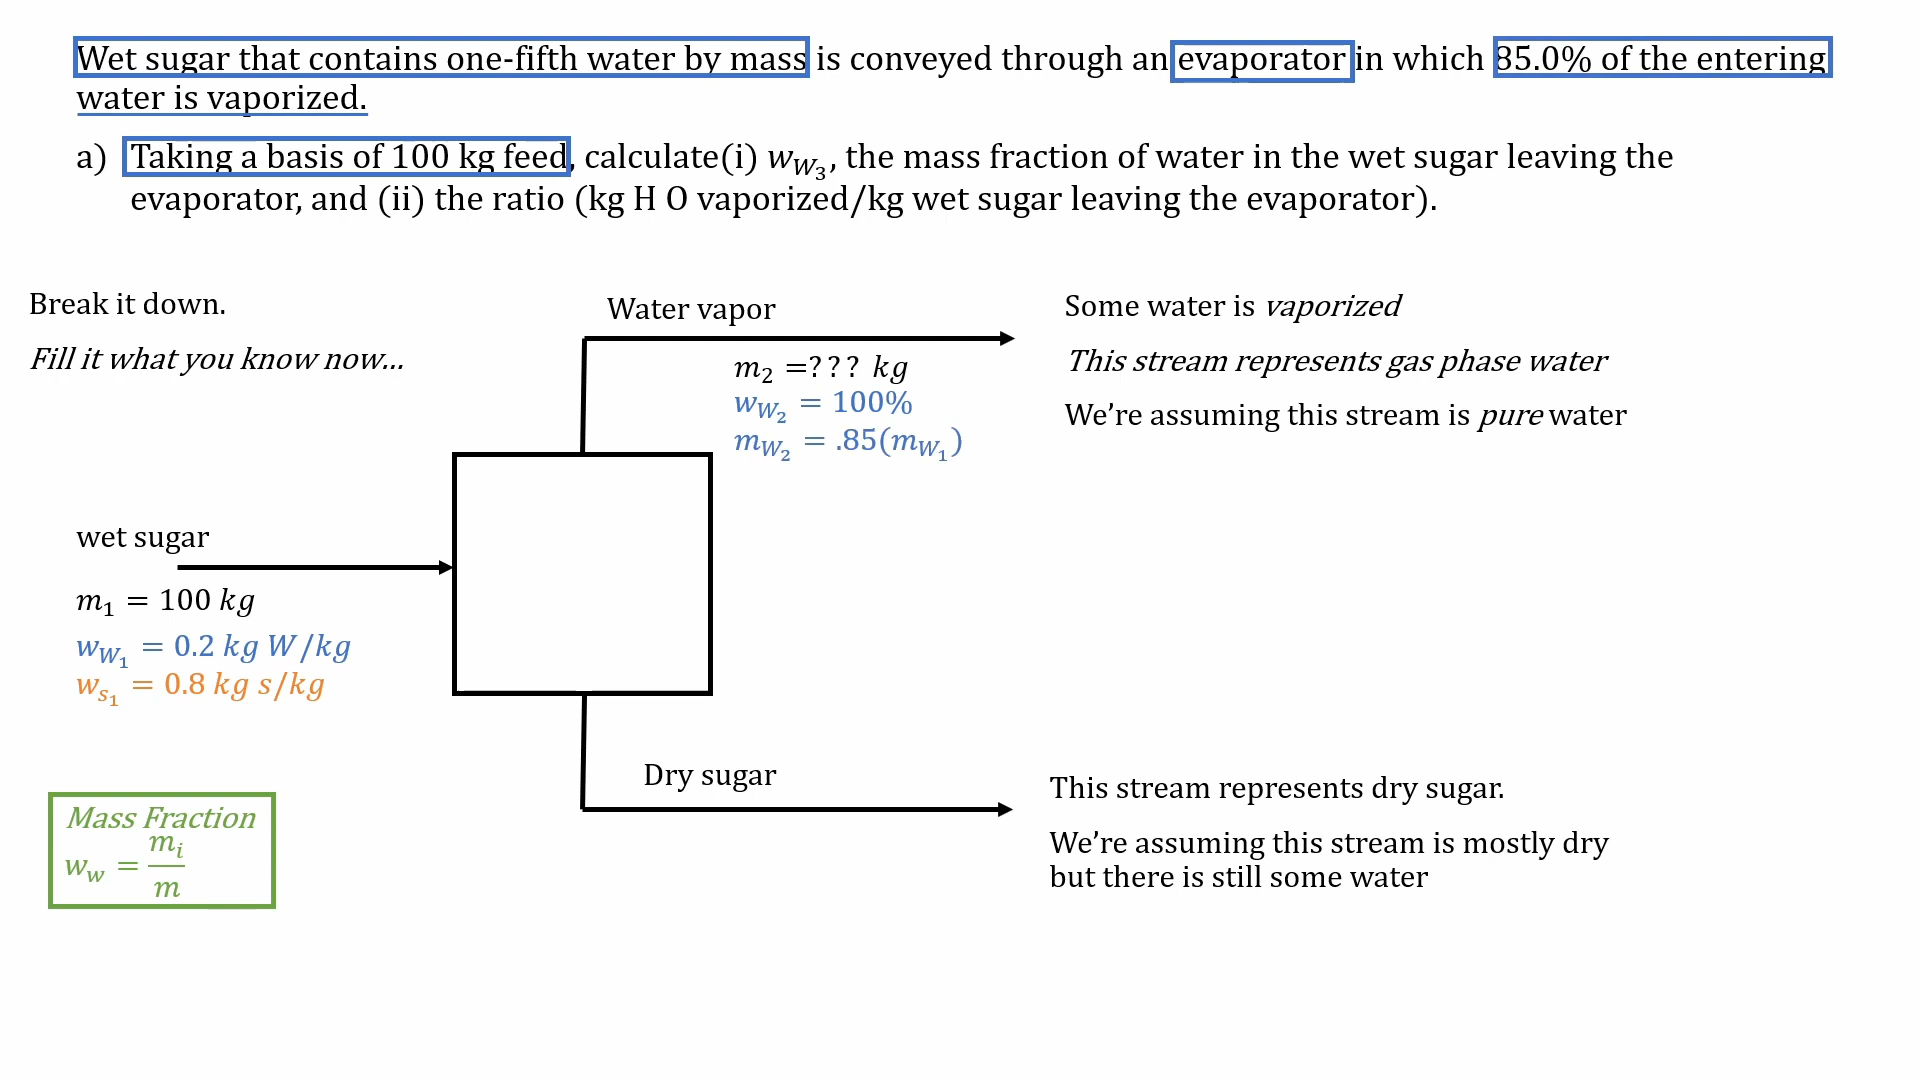 Wet sugar that contains one-fifth water by mass is conveyed through an evaporator in which 85.0% of the entering
water is vaporized.
a) Taking a basis of 100 kg feed, calculate(i) w_{W_3}, the mass fraction of water in the wet sugar leaving the
evaporator, and (ii) the ratio (kg H O vaporized/kg wet sugar leaving the evaporator).
Break it down.
Fill it what you know now...
Water vapor
m_2 =??? kg
w_{W_2} = 100%
m_{W_2} = .85(m_{W_1})
Some water is vaporized
This stream represents gas phase water
We're assuming this stream is pure water
wet sugar
m_1 = 100 kg
w_{W_1} = 0.2 kg W/kg
w_{s_1} = 0.8 kg s/kg
Dry sugar
This stream represents dry sugar.
We're assuming this stream is mostly dry
but there is still some water
Mass Fraction
w_w = m_i / m